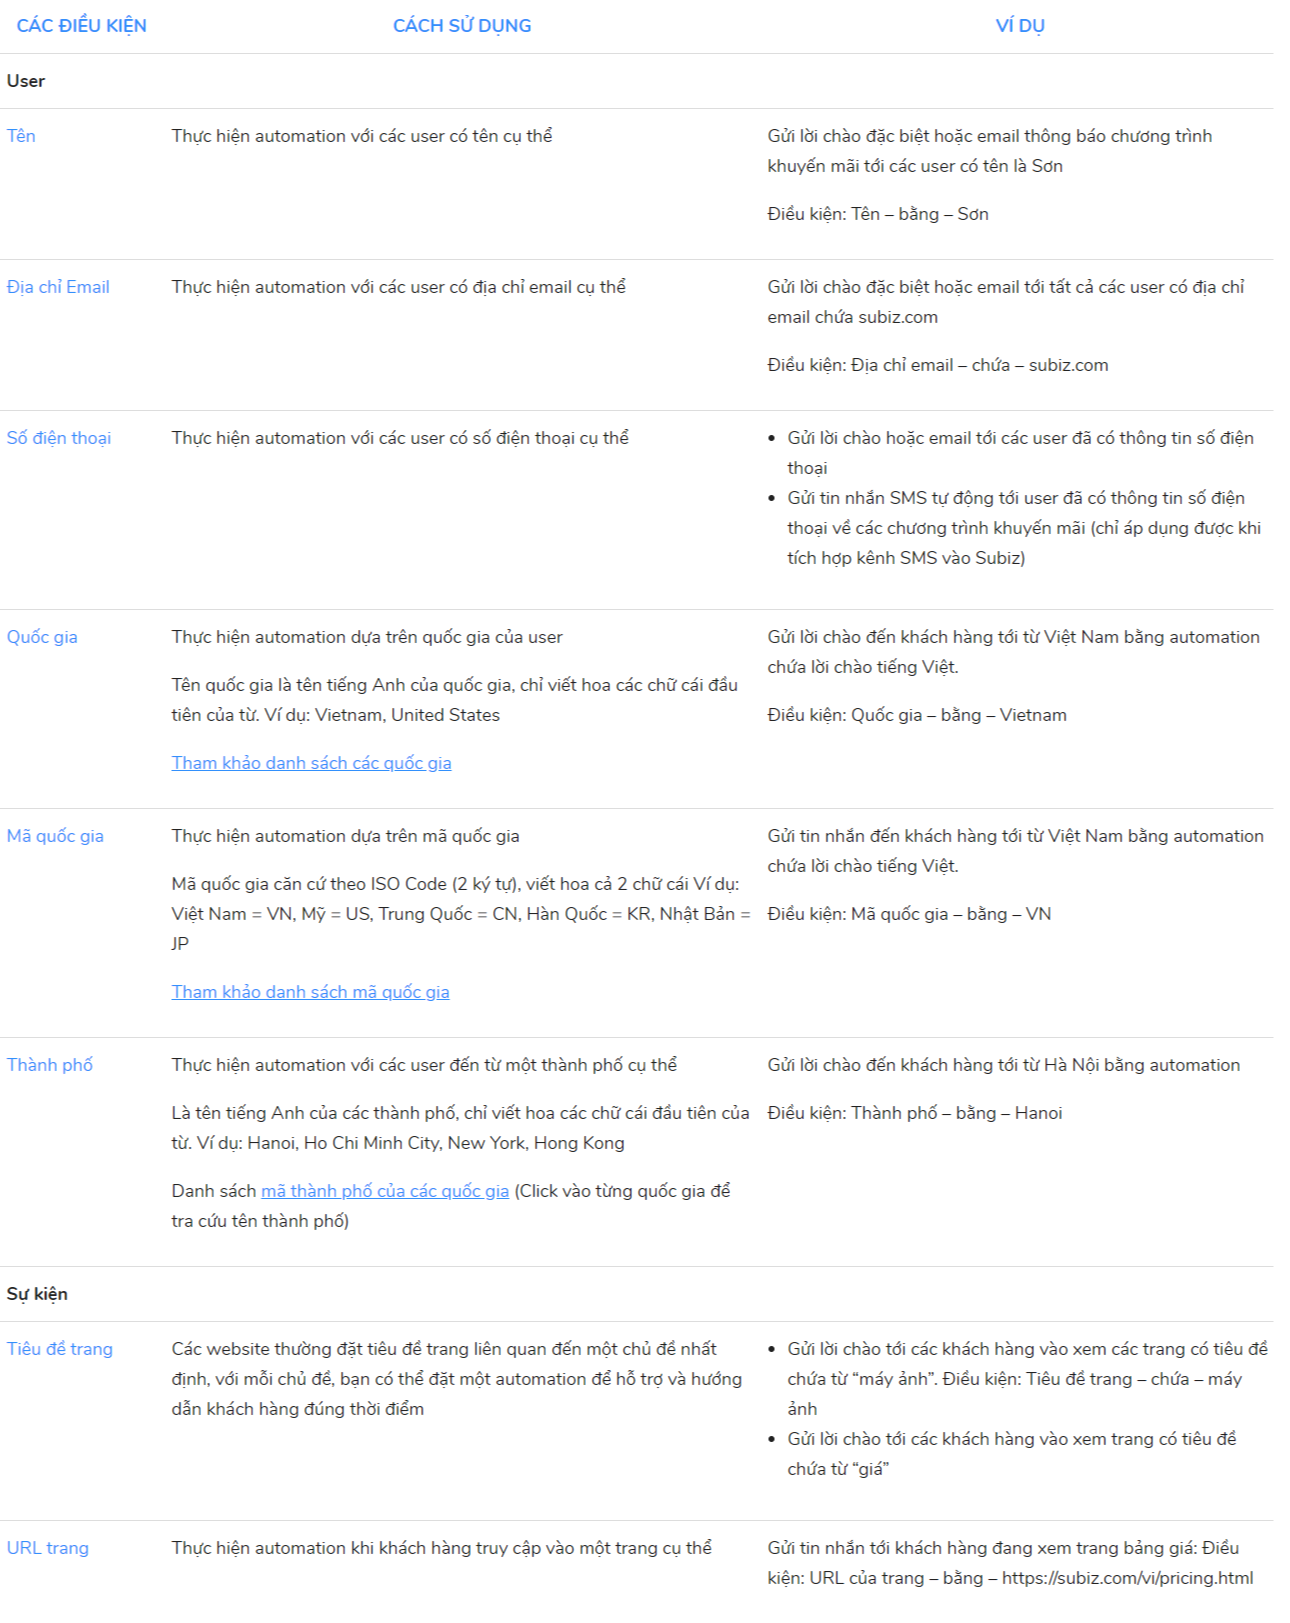 CÁC ĐIỀU KIỆN
CÁCH SỬ DỤNG
VÍ DỤ
User
Tên
Thực hiện automation với các user có tên cụ thể
Gửi lời chào đặc biệt hoặc email thông báo chương trình
khuyến mãi tới các user có tên là Sơn
Điều kiện: Tên – bằng – Sơn
Địa chỉ Email
Thực hiện automation với các user có địa chỉ email cụ thể
Gửi lời chào đặc biệt hoặc email tới tất cả các user có địa chỉ
email chứa subiz.com
Điều kiện: Địa chỉ email – chứa – subiz.com
Số điện thoại
Thực hiện automation với các user có số điện thoại cụ thể
• Gửi lời chào hoặc email tới các user đã có thông tin số điện
thoại
• Gửi tin nhắn SMS tự động tới user đã có thông tin số điện
thoại về các chương trình khuyến mãi (chỉ áp dụng được khi
tích hợp kênh SMS vào Subiz)
Quốc gia
Thực hiện automation dựa trên quốc gia của user
Tên quốc gia là tên tiếng Anh của quốc gia, chỉ viết hoa các chữ cái đầu
tiên của từ. Ví dụ: Vietnam, United States
Tham khảo danh sách các quốc gia
Gửi lời chào đến khách hàng tới từ Việt Nam bằng automation
chứa lời chào tiếng Việt.
Điều kiện: Quốc gia – bằng – Vietnam
Mã quốc gia
Thực hiện automation dựa trên mã quốc gia
Mã quốc gia căn cứ theo ISO Code (2 ký tự), viết hoa cả 2 chữ cái Ví dụ:
Việt Nam = VN, Mỹ = US, Trung Quốc = CN, Hàn Quốc = KR, Nhật Bản =
JP
Tham khảo danh sách mã quốc gia
Gửi tin nhắn đến khách hàng tới từ Việt Nam bằng automation
chứa lời chào tiếng Việt.
Điều kiện: Mã quốc gia – bằng – VN
Thành phố
Thực hiện automation với các user đến từ một thành phố cụ thể
Là tên tiếng Anh của các thành phố, chỉ viết hoa các chữ cái đầu tiên của
từ. Ví dụ: Hanoi, Ho Chi Minh City, New York, Hong Kong
Danh sách mã thành phố của các quốc gia (Click vào từng quốc gia để
tra cứu tên thành phố)
Gửi lời chào đến khách hàng tới từ Hà Nội bằng automation
Điều kiện: Thành phố – bằng – Hanoi
Sự kiện
Tiêu đề trang
Các website thường đặt tiêu đề trang liên quan đến một chủ đề nhất
định, với mỗi chủ đề, bạn có thể đặt một automation để hỗ trợ và hướng
dẫn khách hàng đúng thời điểm
• Gửi lời chào tới các khách hàng vào xem các trang có tiêu đề
chứa từ “máy ảnh”. Điều kiện: Tiêu đề trang – chứa – máy
ảnh
• Gửi lời chào tới các khách hàng vào xem trang có tiêu đề
chứa từ “giá”
URL trang
Thực hiện automation khi khách hàng truy cập vào một trang cụ thể
Gửi tin nhắn tới khách hàng đang xem trang bảng giá: Điều
kiện: URL của trang – bằng – https://subiz.com/vi/pricing.html